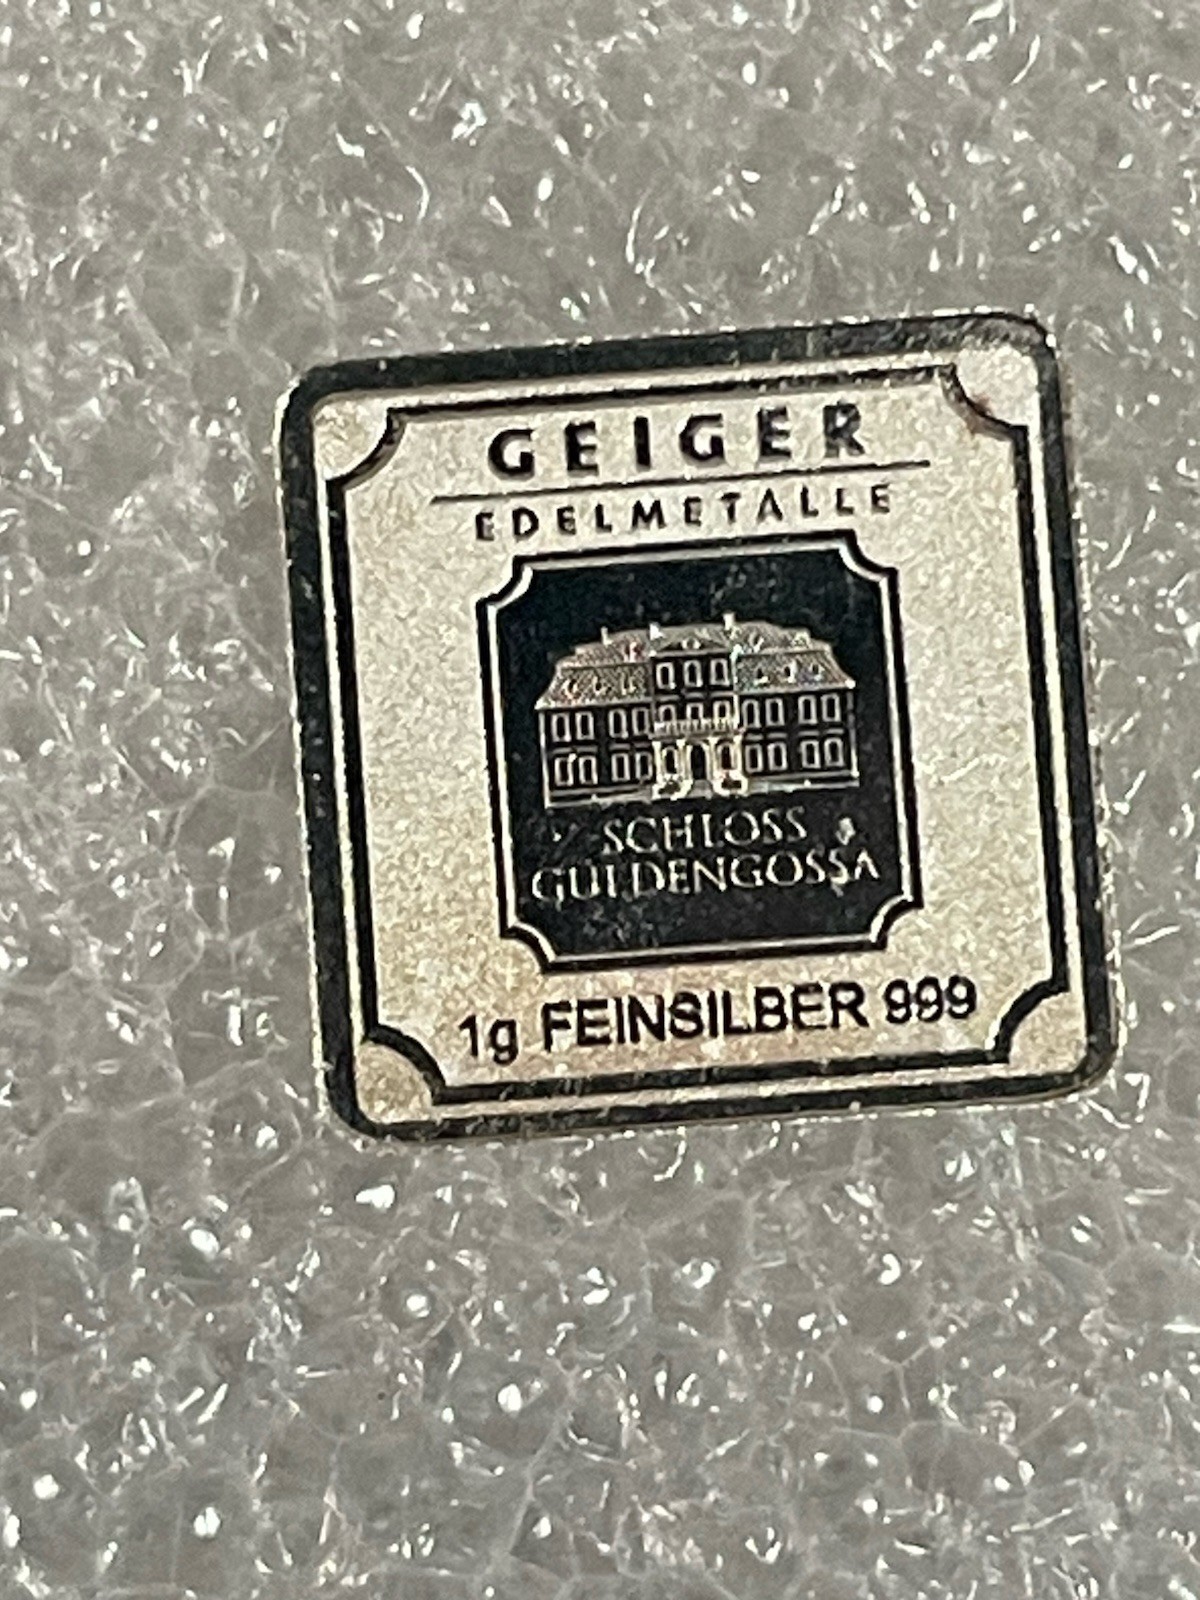 GEIGER
EDELMETALLE
SCHLOSS
GULDENGOSSA
1g FEINSILBER 999